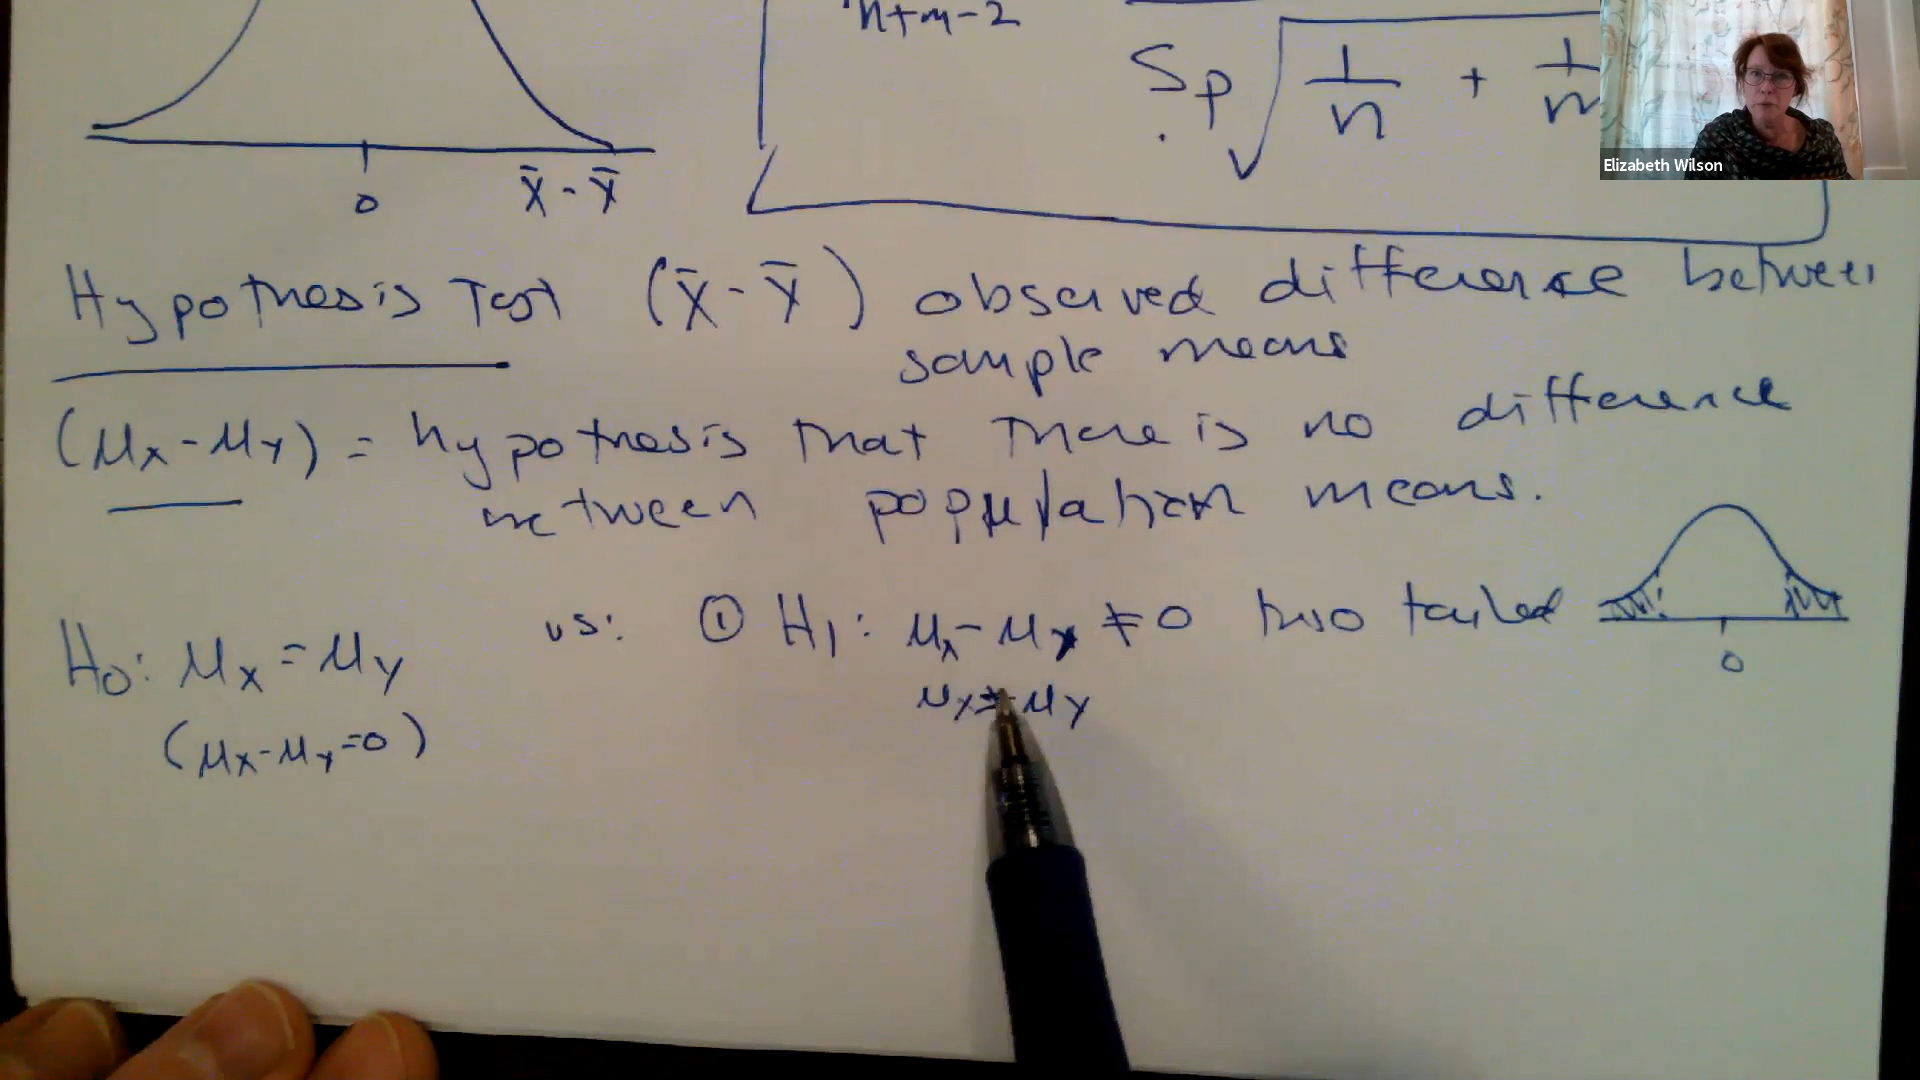 n+m-2
Sp √ 1/n + 1/m
0
x̄ - Ȳ
Elizabeth Wilson
Hypothesis Test (x̄ - Ȳ) observed difference between
sample means
(μx - μy) = hypothesis that there is no difference
between population means.
H0: μx = μy
(μx - μy = 0)
vs: ① H1: μx - μy ≠ 0 two tailed
μx ≠ μy
0